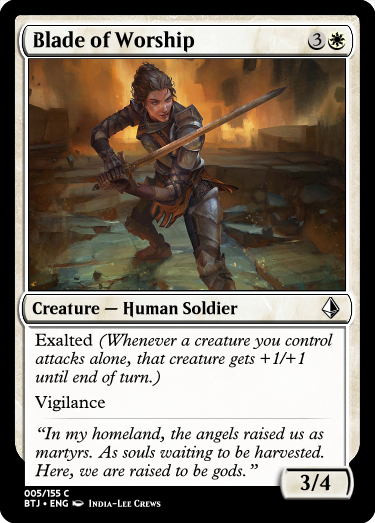 Blade of Worship 3
Creature — Human Soldier
Exalted (Whenever a creature you control
attacks alone, that creature gets +1/+1
until end of turn.)
Vigilance
“In my homeland, the angels raised us as
martyrs. As souls waiting to be harvested.
Here, we are raised to be gods.”
3/4
005/155 C
BTJ • ENG India-Lee Crews